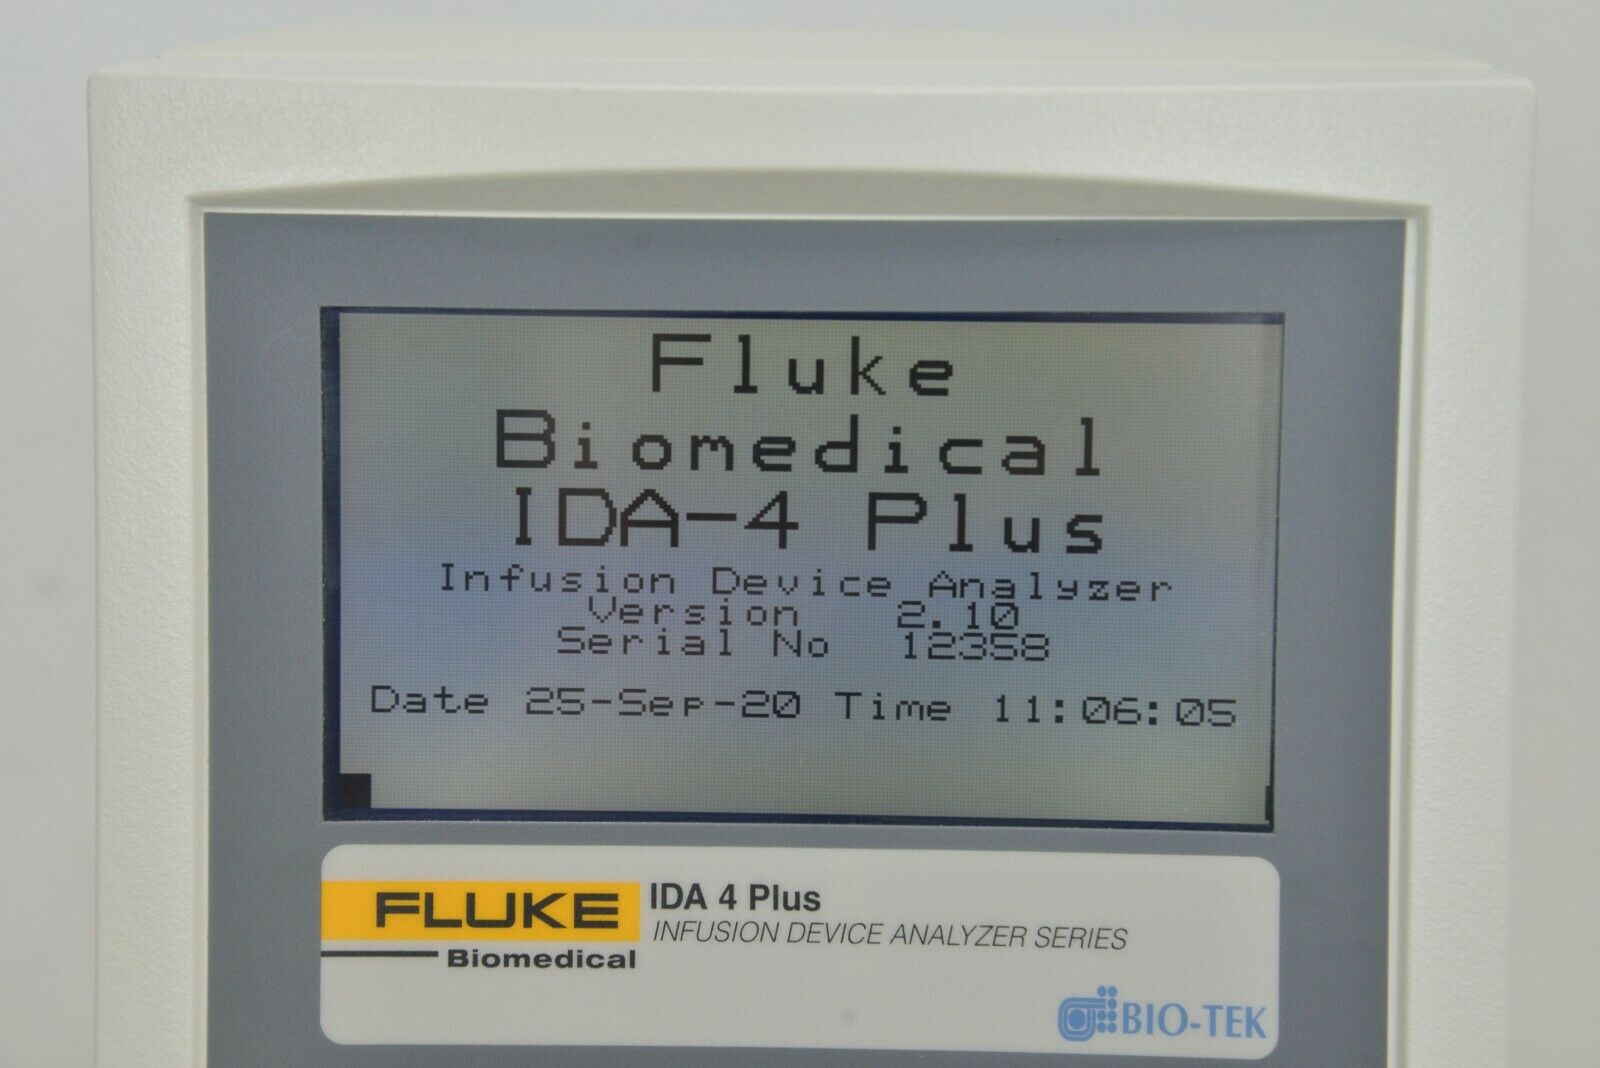 Fluke
Biomedical
IDA-4 Plus
Infusion Device Analyzer
Version 2.10
Serial No 12358
Date 25-Sep-20 Time 11:06:05
FLUKE
Biomedical
IDA 4 Plus
INFUSION DEVICE ANALYZER SERIES
BIO-TEK